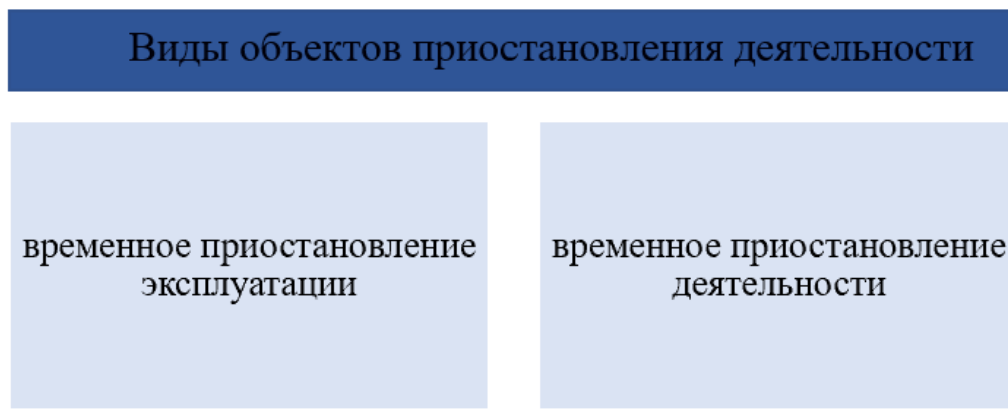 Виды объектов приостановления деятельности
временное приостановление
эксплуатации
временное приостановление
деятельности